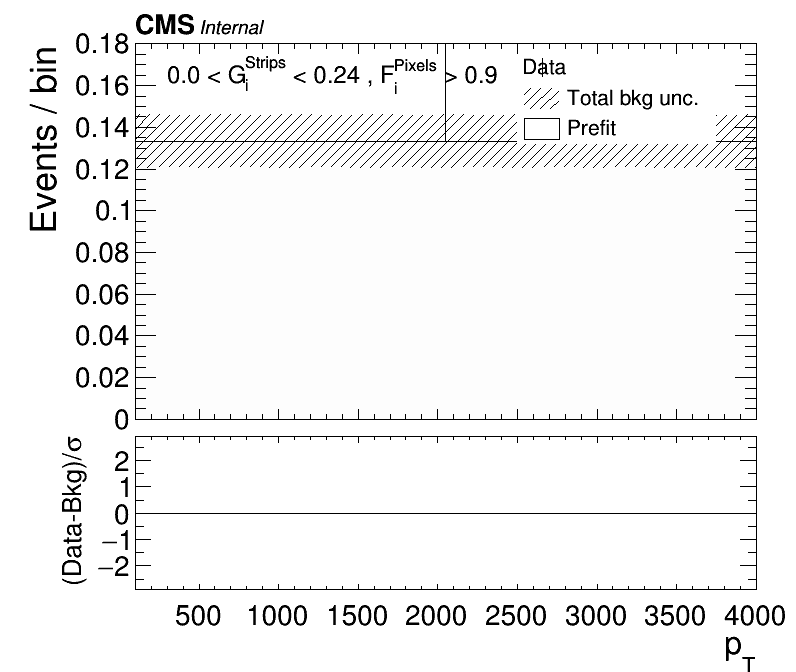 CMS Internal
Events / bin
0.18
0.16
0.14
0.12
0.1
0.08
0.06
0.04
0.02
0
0.0 < G_i^Strips < 0.24 , F_i^Pixels > 0.9
Data
Total bkg unc.
Prefit
(Data-Bkg)/σ
2
1
0
−1
−2
500 1000 1500 2000 2500 3000 3500 4000
p_T